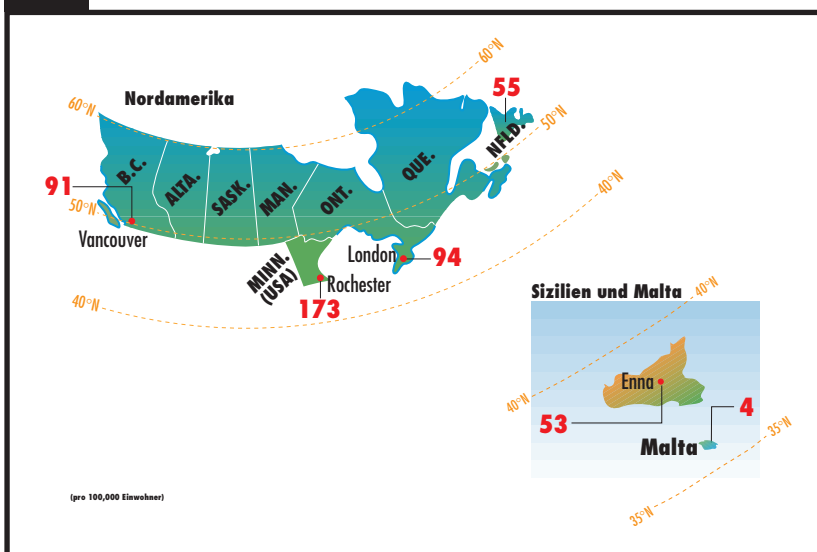 60°N
Nordamerika
60°N
55
50°N
NFLD.
QUE.
B.C.
ALTA.
SASK.
MAN.
ONT.
40°N
91
50°N
Vancouver
London
94
MINN.
(USA)
Rochester
173
40°N
Sizilien und Malta
40°N
Enna
40°N
4
53
35°N
Malta
(pro 100,000 Einwohner)
35°N